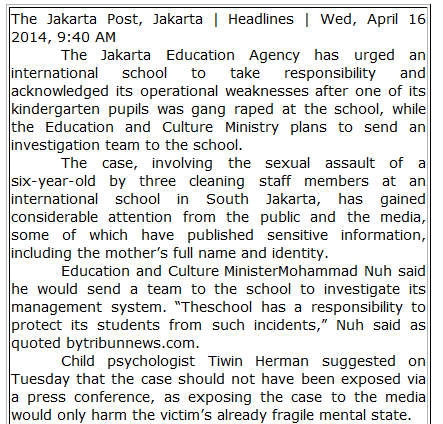 The Jakarta Post, Jakarta | Headlines | Wed, April 16
2014, 9:40 AM
The Jakarta Education Agency has urged an
international school to take responsibility and
acknowledged its operational weaknesses after one of its
kindergarten pupils was gang raped at the school, while
the Education and Culture Ministry plans to send an
investigation team to the school.
The case, involving the sexual assault of a
six-year-old by three cleaning staff members at an
international school in South Jakarta, has gained
considerable attention from the public and the media,
some of which have published sensitive information,
including the mother's full name and identity.
Education and Culture MinisterMohammad Nuh said
he would send a team to the school to investigate its
management system. “Theschool has a responsibility to
protect its students from such incidents,” Nuh said as
quoted bytribunnews.com.
Child psychologist Tiwin Herman suggested on
Tuesday that the case should not have been exposed via
a press conference, as exposing the case to the media
would only harm the victim's already fragile mental state.